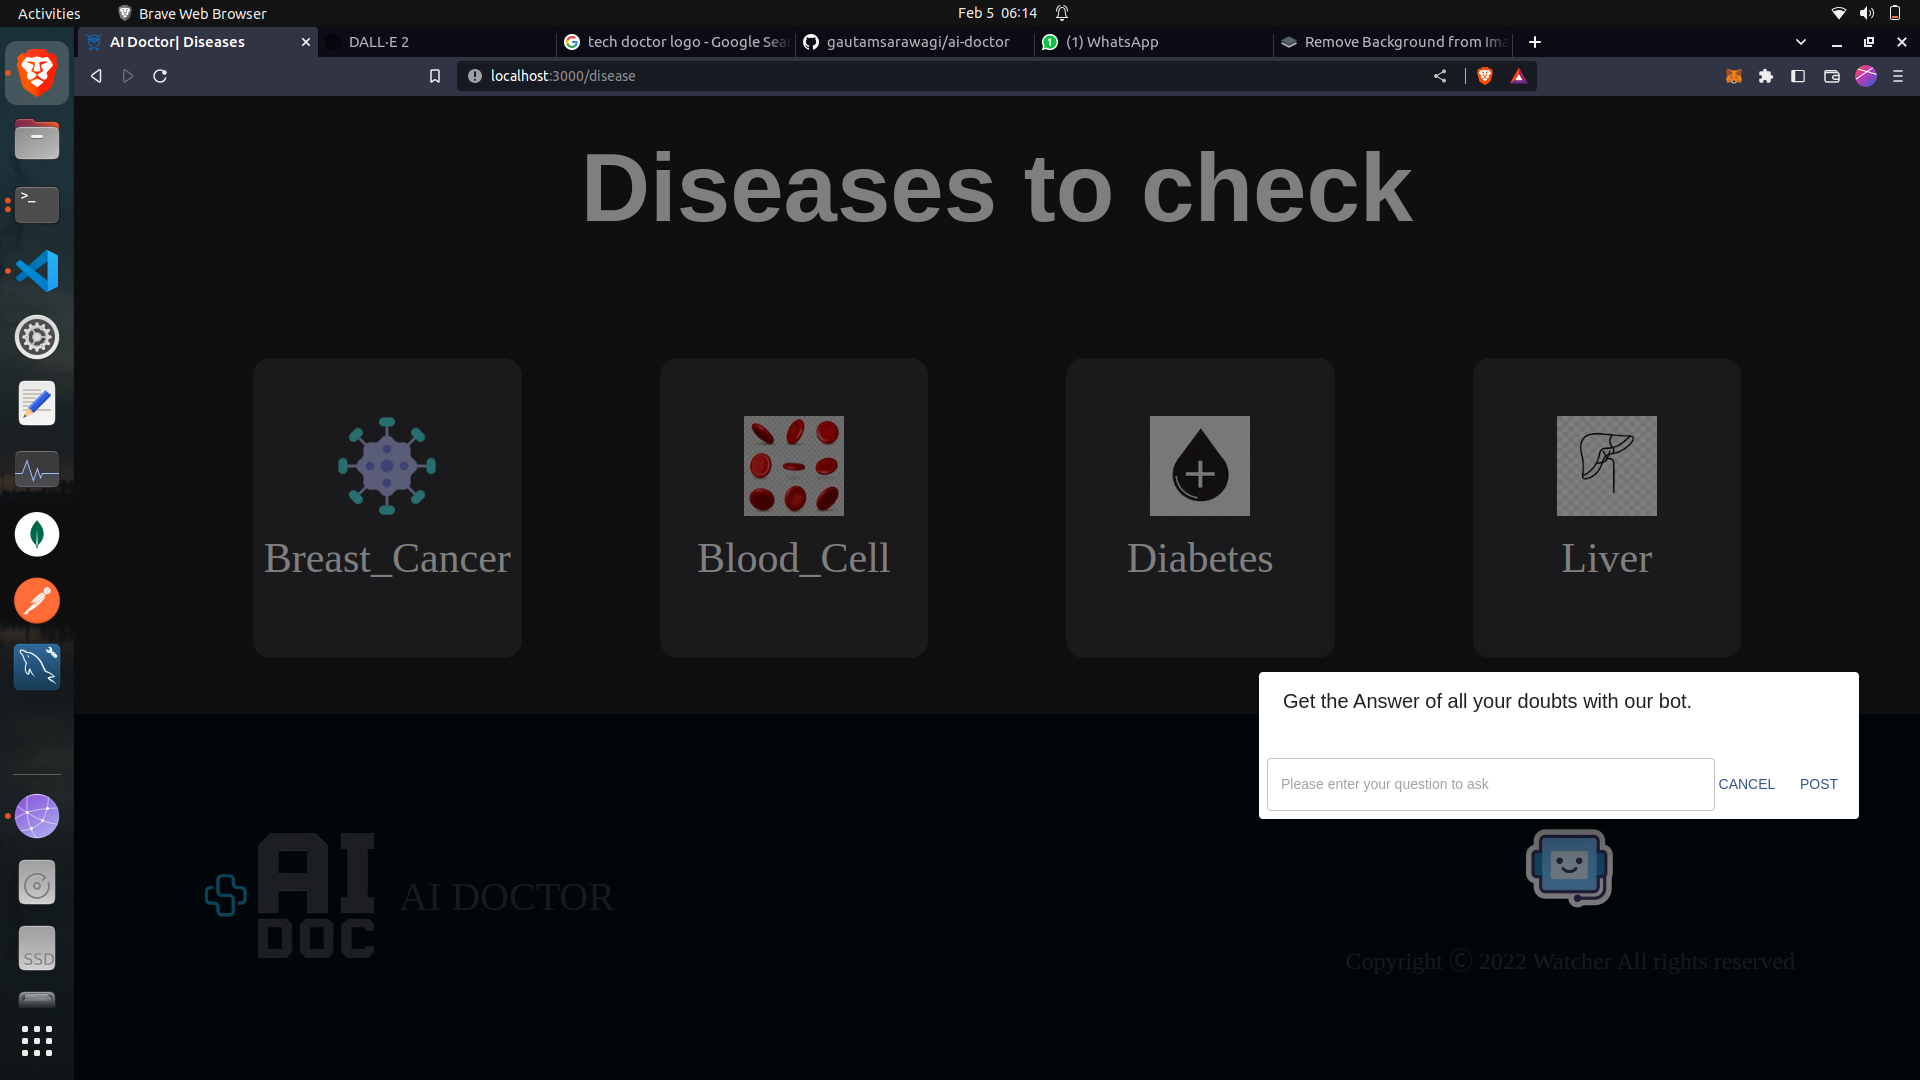 Activities
Brave Web Browser
Feb 5 06:14
AI Doctor| Diseases
DALL·E 2
tech doctor logo - Google Sear
gautamsarawagi/ai-doctor
(1) WhatsApp
Remove Background from Ima
localhost:3000/disease
Diseases to check
Breast_Cancer
Blood_Cell
Diabetes
Liver
Get the Answer of all your doubts with our bot.
Please enter your question to ask
CANCEL
POST
AI
DOC
AI DOCTOR
Copyright Ⓒ 2022 Watcher All rights reserved
SSD